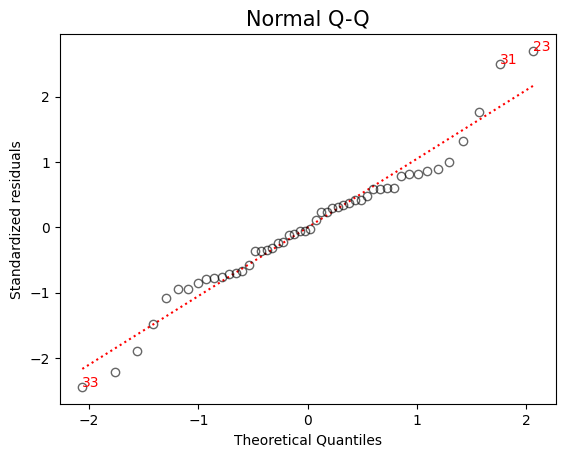 Normal Q-Q
23
31
2
1
0
−1
−2
33
Standardized residuals
−2 −1 0 1 2
Theoretical Quantiles